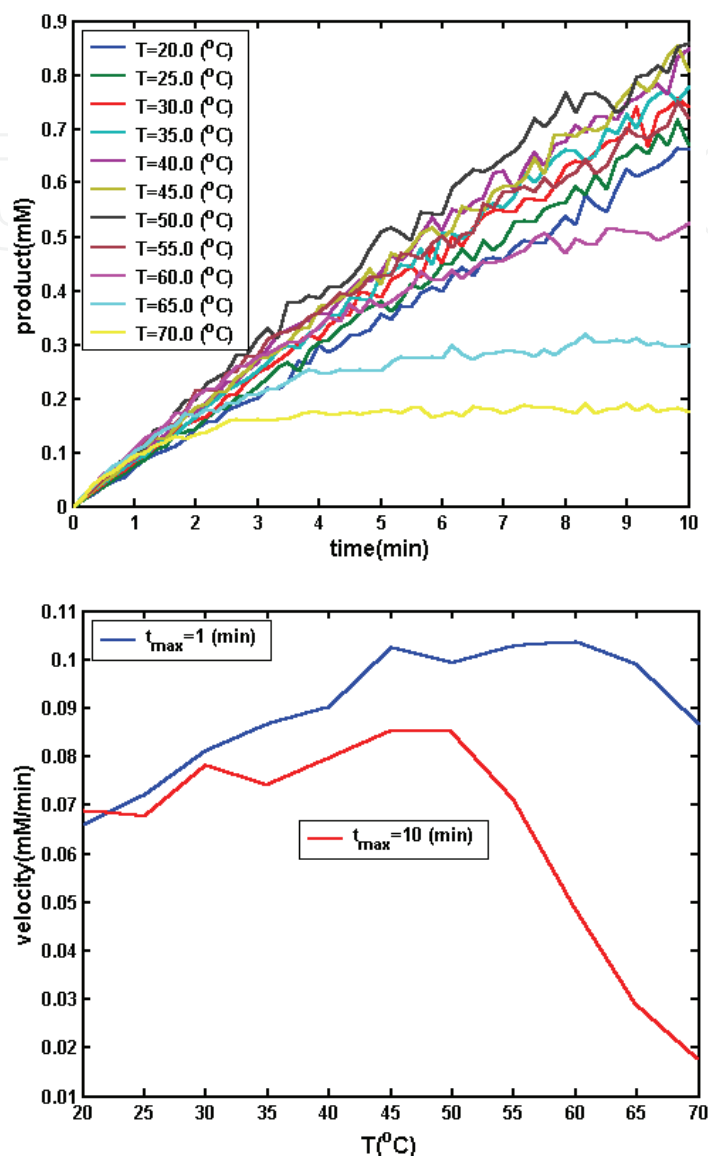 0.9
0.8
0.7
0.6
0.5
0.4
0.3
0.2
0.1
0
product(mM)
T=20.0 (°C)
T=25.0 (°C)
T=30.0 (°C)
T=35.0 (°C)
T=40.0 (°C)
T=45.0 (°C)
T=50.0 (°C)
T=55.0 (°C)
T=60.0 (°C)
T=65.0 (°C)
T=70.0 (°C)
0 1 2 3 4 5 6 7 8 9 10
time(min)
0.11
0.1
0.09
0.08
0.07
0.06
0.05
0.04
0.03
0.02
0.01
velocity(mM/min)
tmax=1 (min)
tmax=10 (min)
20 25 30 35 40 45 50 55 60 65 70
T(°C)